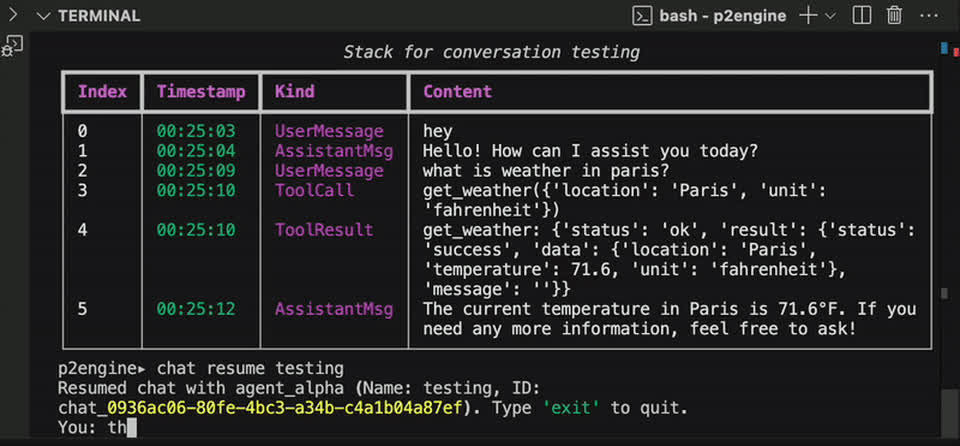 TERMINAL
bash - p2engine
Stack for conversation testing
Index Timestamp Kind Content
0 00:25:03 UserMessage hey
1 00:25:04 AssistantMsg Hello! How can I assist you today?
2 00:25:09 UserMessage what is weather in paris?
3 00:25:10 ToolCall get_weather({'location': 'Paris', 'unit':
'fahrenheit'})
4 00:25:10 ToolResult get_weather: {'status': 'ok', 'result': {'status':
'success', 'data': {'location': 'Paris',
'temperature': 71.6, 'unit': 'fahrenheit'},
'message': ''}}
5 00:25:12 AssistantMsg The current temperature in Paris is 71.6°F. If you
need any more information, feel free to ask!
p2engine▸ chat resume testing
Resumed chat with agent_alpha (Name: testing, ID:
chat_0936ac06-80fe-4bc3-a34b-c4a1b04a87ef). Type 'exit' to quit.
You: th